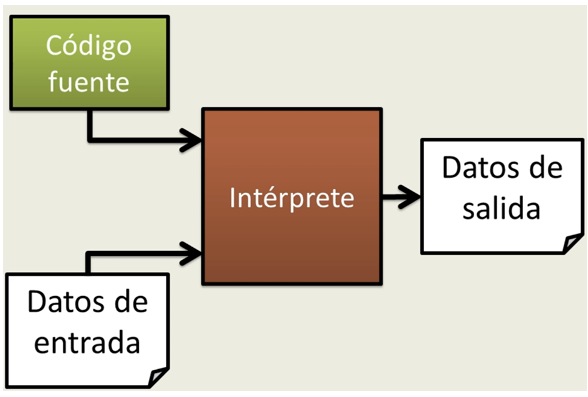 Código
fuente
Intérprete
Datos de
salida
Datos de
entrada